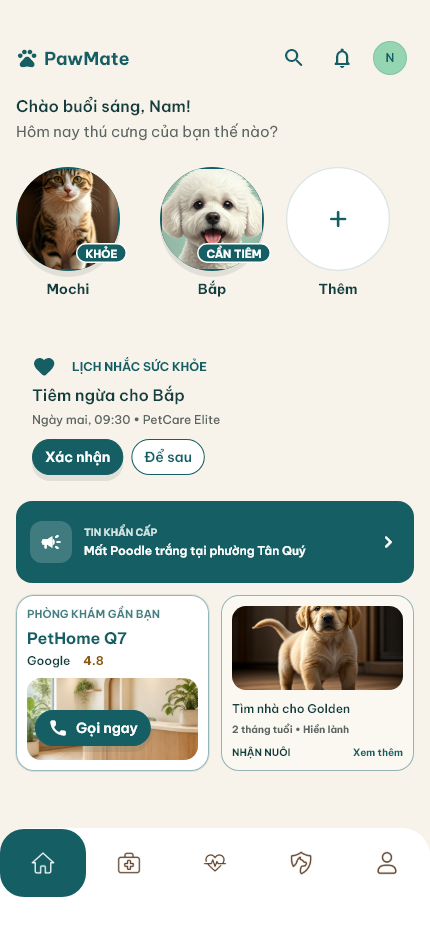 PawMate
N
Chào buổi sáng, Nam!
Hôm nay thú cưng của bạn thế nào?
KHỎE
CẦN TIÊM
Mochi
Bắp
Thêm
LỊCH NHẮC SỨC KHỎE
Tiêm ngừa cho Bắp
Ngày mai, 09:30 • PetCare Elite
Xác nhận
Để sau
TIN KHẨN CẤP
Mất Poodle trắng tại phường Tân Quý
PHÒNG KHÁM GẦN BẠN
PetHome Q7
Google 4.8
Gọi ngay
Tìm nhà cho Golden
2 tháng tuổi • Hiền lành
NHẬN NUÔI
Xem thêm